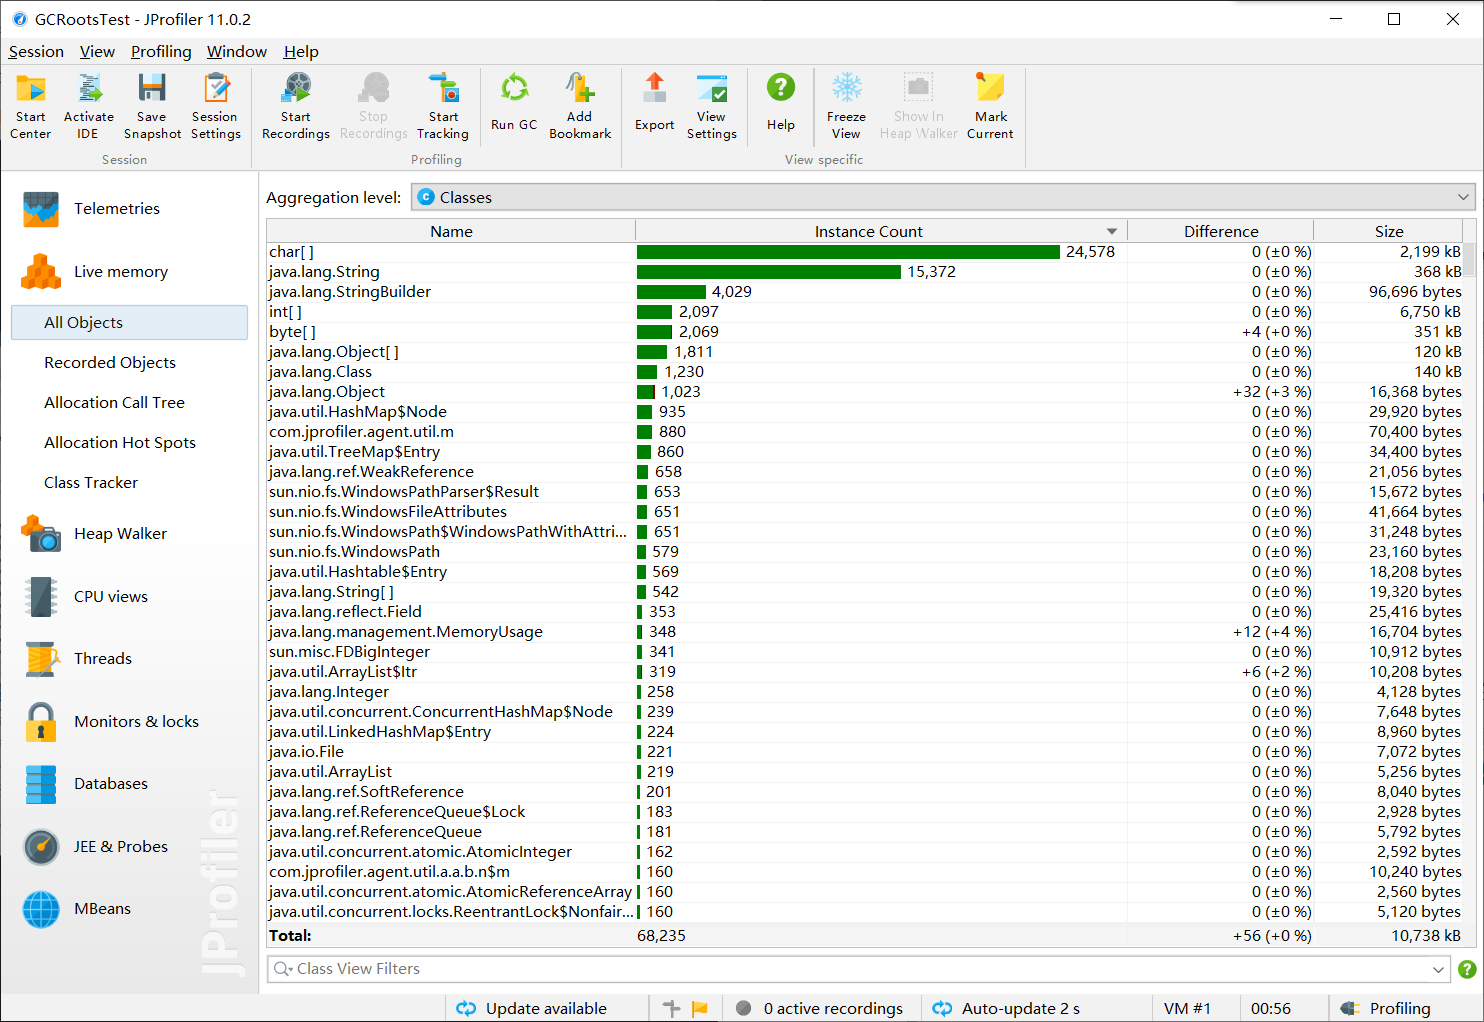 GCRootsTest - JProfiler 11.0.2
Session View Profiling Window Help
Start Center
Activate IDE
Save Snapshot
Session Settings
Start Recordings
Stop Recordings
Start Tracking
Run GC
Add Bookmark
Export
View Settings
Help
Freeze View
Show In Heap Walker
Mark Current
Session
Profiling
View specific
Telemetries
Live memory
All Objects
Recorded Objects
Allocation Call Tree
Allocation Hot Spots
Class Tracker
Heap Walker
CPU views
Threads
Monitors & locks
Databases
JEE & Probes
MBeans
JProfiler
Aggregation level: Classes
Name Instance Count Difference Size
char[ ] 24,578 0 (±0 %) 2,199 kB
java.lang.String 15,372 0 (±0 %) 368 kB
java.lang.StringBuilder 4,029 0 (±0 %) 96,696 bytes
int[ ] 2,097 0 (±0 %) 6,750 kB
byte[ ] 2,069 +4 (+0 %) 351 kB
java.lang.Object[ ] 1,811 0 (±0 %) 120 kB
java.lang.Class 1,230 0 (±0 %) 140 kB
java.lang.Object 1,023 +32 (+3 %) 16,368 bytes
java.util.HashMap$Node 935 0 (±0 %) 29,920 bytes
com.jprofiler.agent.util.m 880 0 (±0 %) 70,400 bytes
java.util.TreeMap$Entry 860 0 (±0 %) 34,400 bytes
java.lang.ref.WeakReference 658 0 (±0 %) 21,056 bytes
sun.nio.fs.WindowsPathParser$Result 653 0 (±0 %) 15,672 bytes
sun.nio.fs.WindowsFileAttributes 651 0 (±0 %) 41,664 bytes
sun.nio.fs.WindowsPath$WindowsPathWithAttri... 651 0 (±0 %) 31,248 bytes
sun.nio.fs.WindowsPath 579 0 (±0 %) 23,160 bytes
java.util.Hashtable$Entry 569 0 (±0 %) 18,208 bytes
java.lang.String[ ] 542 0 (±0 %) 19,320 bytes
java.lang.reflect.Field 353 0 (±0 %) 25,416 bytes
java.lang.management.MemoryUsage 348 +12 (+4 %) 16,704 bytes
sun.misc.FDBigInteger 341 0 (±0 %) 10,912 bytes
java.util.ArrayList$Itr 319 +6 (+2 %) 10,208 bytes
java.lang.Integer 258 0 (±0 %) 4,128 bytes
java.util.concurrent.ConcurrentHashMap$Node 239 0 (±0 %) 7,648 bytes
java.util.LinkedHashMap$Entry 224 0 (±0 %) 8,960 bytes
java.io.File 221 0 (±0 %) 7,072 bytes
java.util.ArrayList 219 0 (±0 %) 5,256 bytes
java.lang.ref.SoftReference 201 0 (±0 %) 8,040 bytes
java.lang.ref.ReferenceQueue$Lock 183 0 (±0 %) 2,928 bytes
java.lang.ref.ReferenceQueue 181 0 (±0 %) 5,792 bytes
java.util.concurrent.atomic.AtomicInteger 162 0 (±0 %) 2,592 bytes
com.jprofiler.agent.util.a.a.b.n$m 160 0 (±0 %) 10,240 bytes
java.util.concurrent.atomic.AtomicReferenceArray 160 0 (±0 %) 2,560 bytes
java.util.concurrent.locks.ReentrantLock$Nonfair... 160 0 (±0 %) 5,120 bytes
Total: 68,235 +56 (+0 %) 10,738 kB
Class View Filters
Update available 0 active recordings Auto-update 2 s VM #1 00:56 Profiling